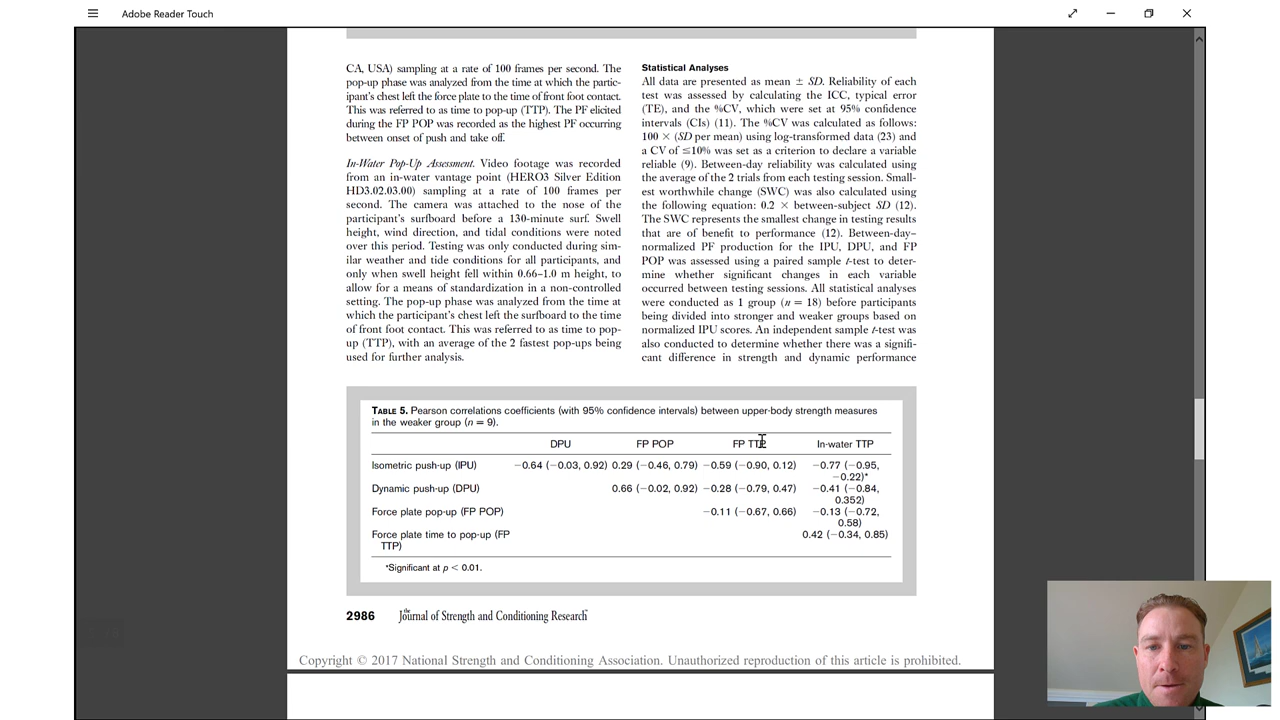 Adobe Reader Touch
CA, USA) sampling at a rate of 100 frames per second. The
pop-up phase was analyzed from the time at which the partic-
ipant's chest left the force plate to the time of front foot contact.
This was referred to as time to pop-up (TTP). The PF elicited
during the FP POP was recorded as the highest PF occurring
between onset of push and take off.
In-Water Pop-Up Assessment. Video footage was recorded
from an in-water vantage point (HERO3 Silver Edition
HD3.02.03.00) sampling at a rate of 100 frames per
second. The camera was attached to the nose of the
participant's surfboard before a 130-minute surf. Swell
height, wind direction, and tidal conditions were noted
over this period. Testing was only conducted during sim-
ilar weather and tide conditions for all participants, and
only when swell height fell within 0.66–1.0 m height, to
allow for a means of standardization in a non-controlled
setting. The pop-up phase was analyzed from the time at
which the participant's chest left the surfboard to the time
of front foot contact. This was referred to as time to pop-
up (TTP), with an average of the 2 fastest pop-ups being
used for further analysis.
Statistical Analyses
All data are presented as mean ± SD. Reliability of each
test was assessed by calculating the ICC, typical error
(TE), and the %CV, which were set at 95% confidence
intervals (CIs) (11). The %CV was calculated as follows:
100 × (SD per mean) using log-transformed data (23) and
a CV of ≤10% was set as a criterion to declare a variable
reliable (9). Between-day reliability was calculated using
the average of the 2 trials from each testing session. Small-
est worthwhile change (SWC) was also calculated using
the following equation: 0.2 × between-subject SD (12).
The SWC represents the smallest change in testing results
that are of benefit to performance (12). Between-day–
normalized PF production for the IPU, DPU, and FP
POP was assessed using a paired sample t-test to deter-
mine whether significant changes in each variable
occurred between testing sessions. All statistical analyses
were conducted as 1 group (n = 18) before participants
being divided into stronger and weaker groups based on
normalized IPU scores. An independent sample t-test was
also conducted to determine whether there was a signifi-
cant difference in strength and dynamic performance
TABLE 5. Pearson correlations coefficients (with 95% confidence intervals) between upper-body strength measures
in the weaker group (n = 9).
DPU FP POP FP TTP In-water TTP
Isometric push-up (IPU) −0.64 (−0.03, 0.92) 0.29 (−0.46, 0.79) −0.59 (−0.90, 0.12) −0.77 (−0.95,
−0.22)*
Dynamic push-up (DPU) 0.66 (−0.02, 0.92) −0.28 (−0.79, 0.47) −0.41 (−0.84,
0.352)
Force plate pop-up (FP POP) −0.11 (−0.67, 0.66) −0.13 (−0.72,
0.58)
Force plate time to pop-up (FP 0.42 (−0.34, 0.85)
TTP)
*Significant at p < 0.01.
2986 the Journal of Strength and Conditioning Research
Copyright © 2017 National Strength and Conditioning Association. Unauthorized reproduction of this article is prohibited.